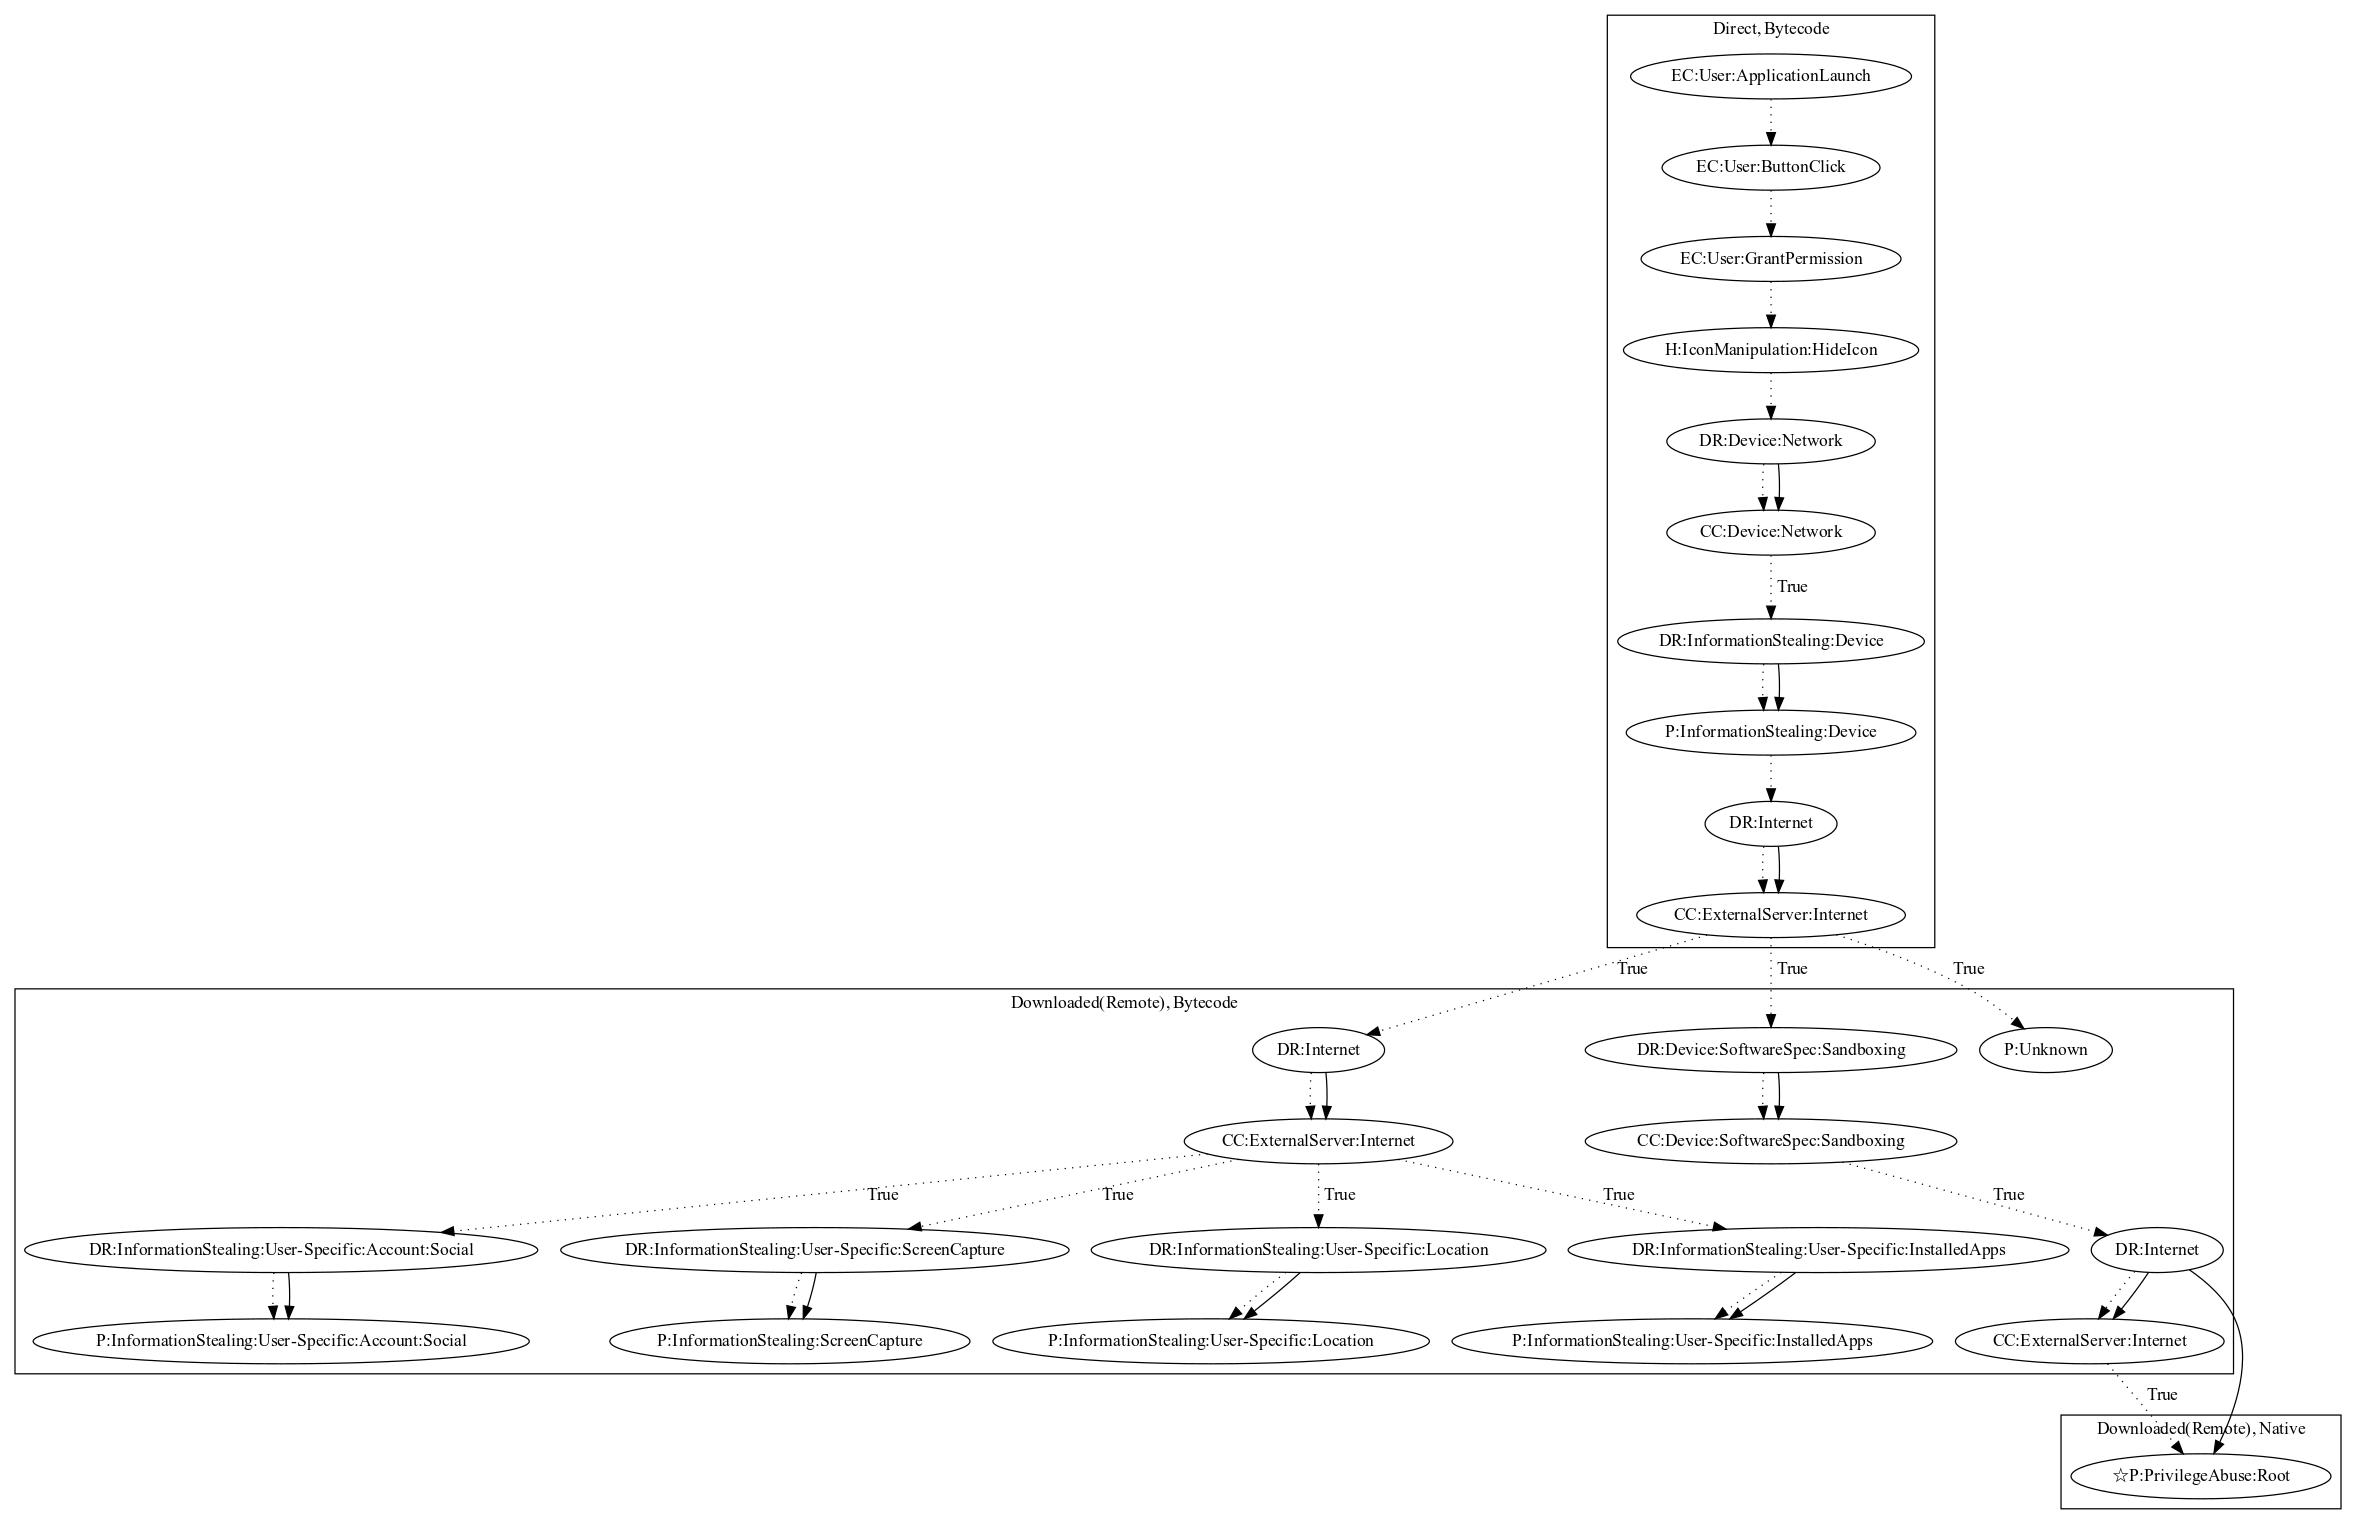 Direct, Bytecode
EC:User:ApplicationLaunch
EC:User:ButtonClick
EC:User:GrantPermission
H:IconManipulation:HideIcon
DR:Device:Network
CC:Device:Network
True
DR:InformationStealing:Device
P:InformationStealing:Device
DR:Internet
CC:ExternalServer:Internet
True
True
True
Downloaded(Remote), Bytecode
DR:Internet
DR:Device:SoftwareSpec:Sandboxing
P:Unknown
CC:ExternalServer:Internet
CC:Device:SoftwareSpec:Sandboxing
True
True
True
True
True
DR:InformationStealing:User-Specific:Account:Social
DR:InformationStealing:User-Specific:ScreenCapture
DR:InformationStealing:User-Specific:Location
DR:InformationStealing:User-Specific:InstalledApps
DR:Internet
P:InformationStealing:User-Specific:Account:Social
P:InformationStealing:ScreenCapture
P:InformationStealing:User-Specific:Location
P:InformationStealing:User-Specific:InstalledApps
CC:ExternalServer:Internet
True
Downloaded(Remote), Native
☆P:PrivilegeAbuse:Root